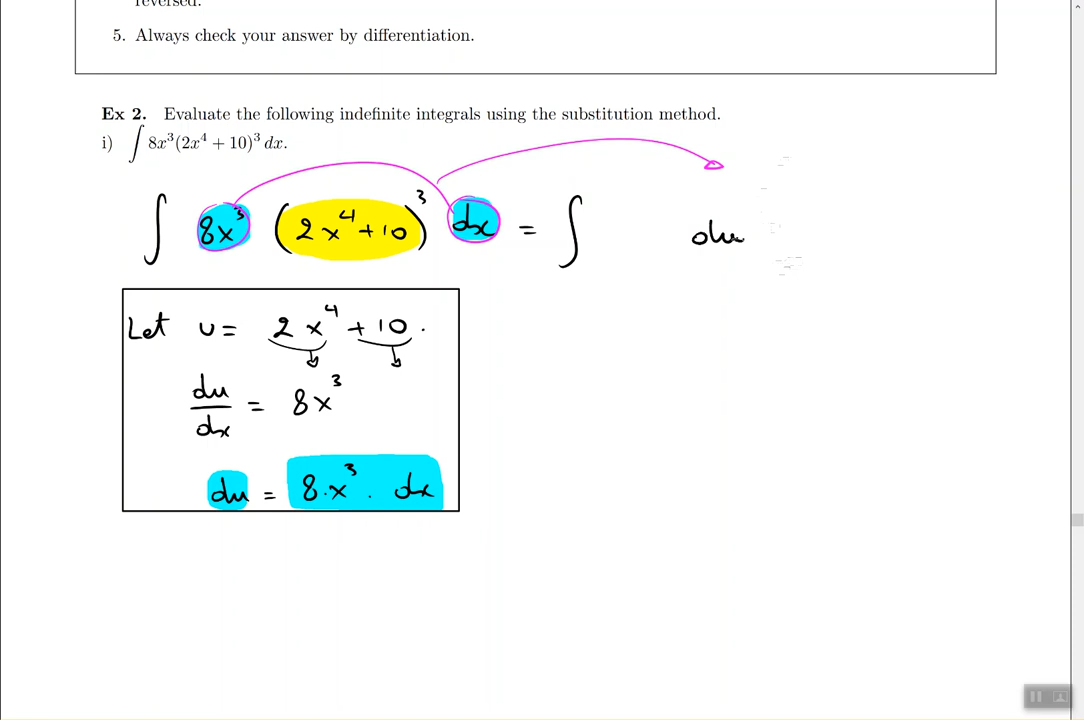 reversed.
5. Always check your answer by differentiation.
Ex 2. Evaluate the following indefinite integrals using the substitution method.
i) ∫ 8x³(2x⁴ + 10)³ dx.
∫ 8x³ (2x⁴+10)³ dx = ∫ du
Let u = 2x⁴ + 10.
du/dx = 8x³
du = 8.x³. dx